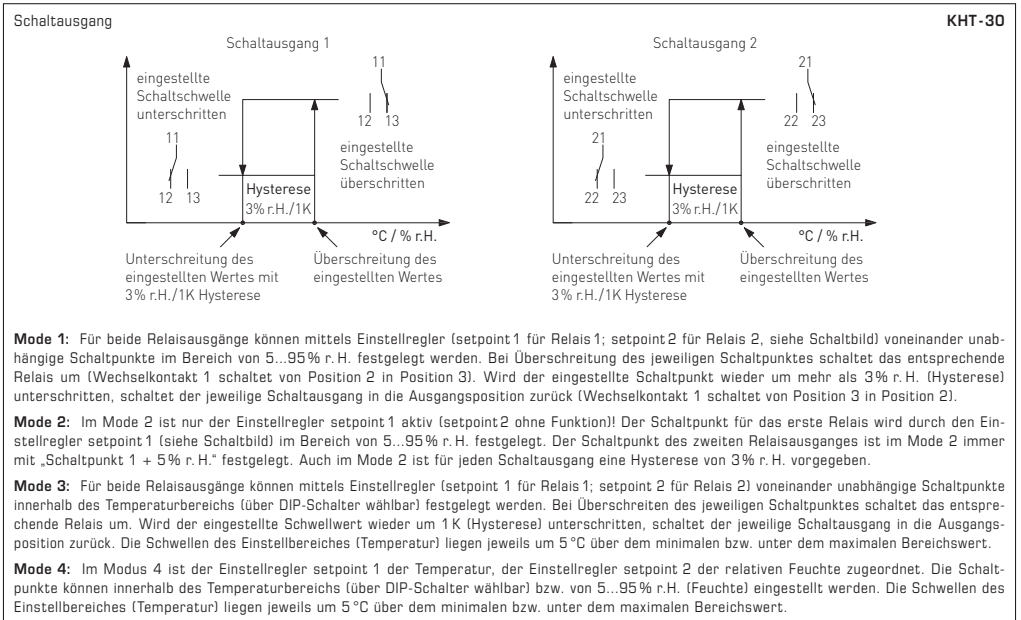 Schaltausgang
KHT-30
Schaltausgang 1
eingestellte
Schaltschwelle
unterschritten
11
12 13
11
12 13
eingestellte
Schaltschwelle
überschritten
Hysterese
3% r.H./1K
°C / % r.H.
Unterschreitung des
eingestellten Wertes mit
3% r.H./1K Hysterese
Überschreitung des
eingestellten Wertes
Schaltausgang 2
eingestellte
Schaltschwelle
unterschritten
21
22 23
21
22 23
eingestellte
Schaltschwelle
überschritten
Hysterese
3% r.H./1K
°C / % r.H.
Unterschreitung des
eingestellten Wertes mit
3% r.H./1K Hysterese
Überschreitung des
eingestellten Wertes
Mode 1: Für beide Relaisausgänge können mittels Einstellregler (setpoint 1 für Relais 1; setpoint 2 für Relais 2, siehe Schaltbild) voneinander unab-
hängige Schaltpunkte im Bereich von 5...95% r. H. festgelegt werden. Bei Überschreitung des jeweiligen Schaltpunktes schaltet das entsprechende
Relais um (Wechselkontakt 1 schaltet von Position 2 in Position 3). Wird der eingestellte Schaltpunkt wieder um mehr als 3% r. H. (Hysterese)
unterschritten, schaltet der jeweilige Schaltausgang in die Ausgangsposition zurück (Wechselkontakt 1 schaltet von Position 3 in Position 2).
Mode 2: Im Mode 2 ist nur der Einstellregler setpoint 1 aktiv (setpoint 2 ohne Funktion)! Der Schaltpunkt für das erste Relais wird durch den Ein-
stellregler setpoint 1 (siehe Schaltbild) im Bereich von 5...95% r. H. festgelegt. Der Schaltpunkt des zweiten Relaisausganges ist im Mode 2 immer
mit „Schaltpunkt 1 + 5% r. H.“ festgelegt. Auch im Mode 2 ist für jeden Schaltausgang eine Hysterese von 3% r. H. vorgegeben.
Mode 3: Für beide Relaisausgänge können mittels Einstellregler (setpoint 1 für Relais 1; setpoint 2 für Relais 2) voneinander unabhängige Schaltpunkte
innerhalb des Temperaturbereichs (über DIP-Schalter wählbar) festgelegt werden. Bei Überschreiten des jeweiligen Schaltpunktes schaltet das entspre-
chende Relais um. Wird der eingestellte Schwellwert wieder um 1 K (Hysterese) unterschritten, schaltet der jeweilige Schaltausgang in die Ausgangs-
position zurück. Die Schwellen des Einstellbereiches (Temperatur) liegen jeweils um 5 °C über dem minimalen bzw. unter dem maximalen Bereichswert.
Mode 4: Im Modus 4 ist der Einstellregler setpoint 1 der Temperatur, der Einstellregler setpoint 2 der relativen Feuchte zugeordnet. Die Schalt-
punkte können innerhalb des Temperaturbereichs (über DIP-Schalter wählbar) bzw. von 5...95% r.H. (Feuchte) eingestellt werden. Die Schwellen des
Einstellbereiches (Temperatur) liegen jeweils um 5 °C über dem minimalen bzw. unter dem maximalen Bereichswert.